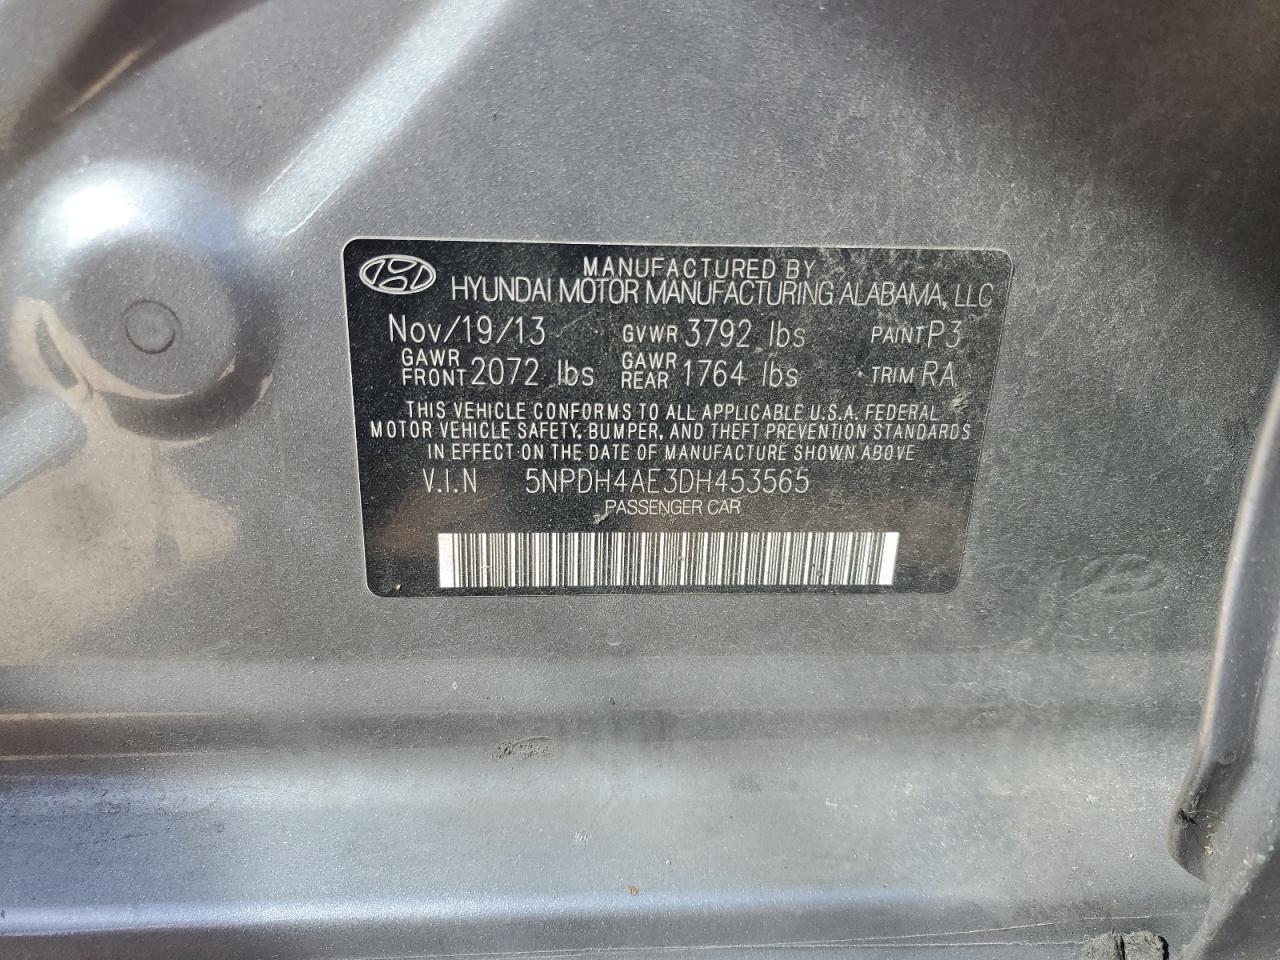 MANUFACTURED BY
HYUNDAI MOTOR MANUFACTURING ALABAMA, LLC
Nov/19/13 GVWR 3792 lbs PAINT P3
GAWR FRONT 2072 lbs GAWR REAR 1764 lbs TRIM RA
THIS VEHICLE CONFORMS TO ALL APPLICABLE U.S.A. FEDERAL
MOTOR VEHICLE SAFETY, BUMPER, AND THEFT PREVENTION STANDARDS
IN EFFECT ON THE DATE OF MANUFACTURE SHOWN ABOVE
V.I.N 5NPDH4AE3DH453565
PASSENGER CAR